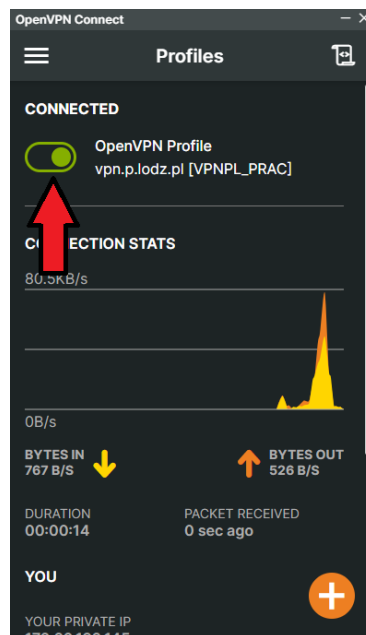 OpenVPN Connect
Profiles
CONNECTED
OpenVPN Profile
vpn.p.lodz.pl [VPNPL_PRAC]
CONNECTION STATS
80.5KB/s
0B/s
BYTES IN
767 B/S
BYTES OUT
526 B/S
DURATION
00:00:14
PACKET RECEIVED
0 sec ago
YOU
YOUR PRIVATE IP